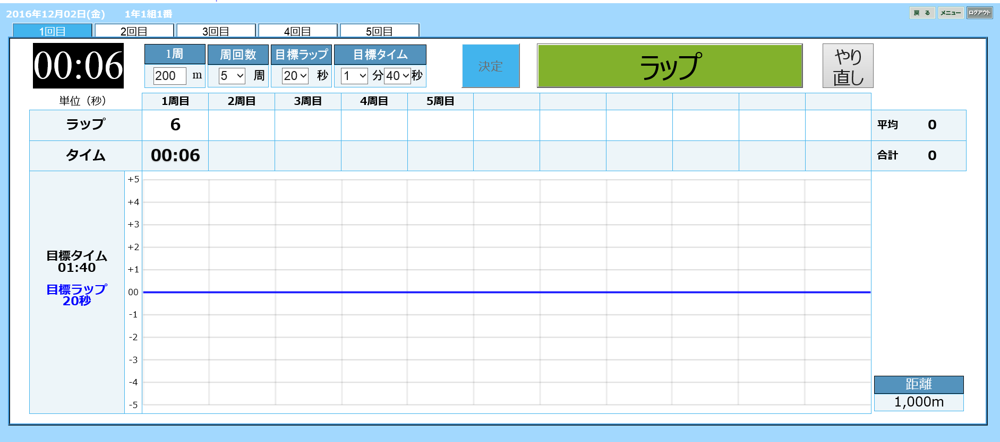 2016年12月02日(金) 1年1組1番
戻 る メニュー ログアウト
1回目 2回目 3回目 4回目 5回目
00:06
1周 周回数 目標ラップ 目標タイム
200 m 5 周 20 秒 1 分 40 秒
決定
ラップ
やり
直し
単位（秒） 1周目 2周目 3周目 4周目 5周目
ラップ 6 平均 0
タイム 00:06 合計 0
+5
+4
+3
+2
+1
00
-1
-2
-3
-4
-5
目標タイム
01:40
目標ラップ
20秒
距離
1,000m